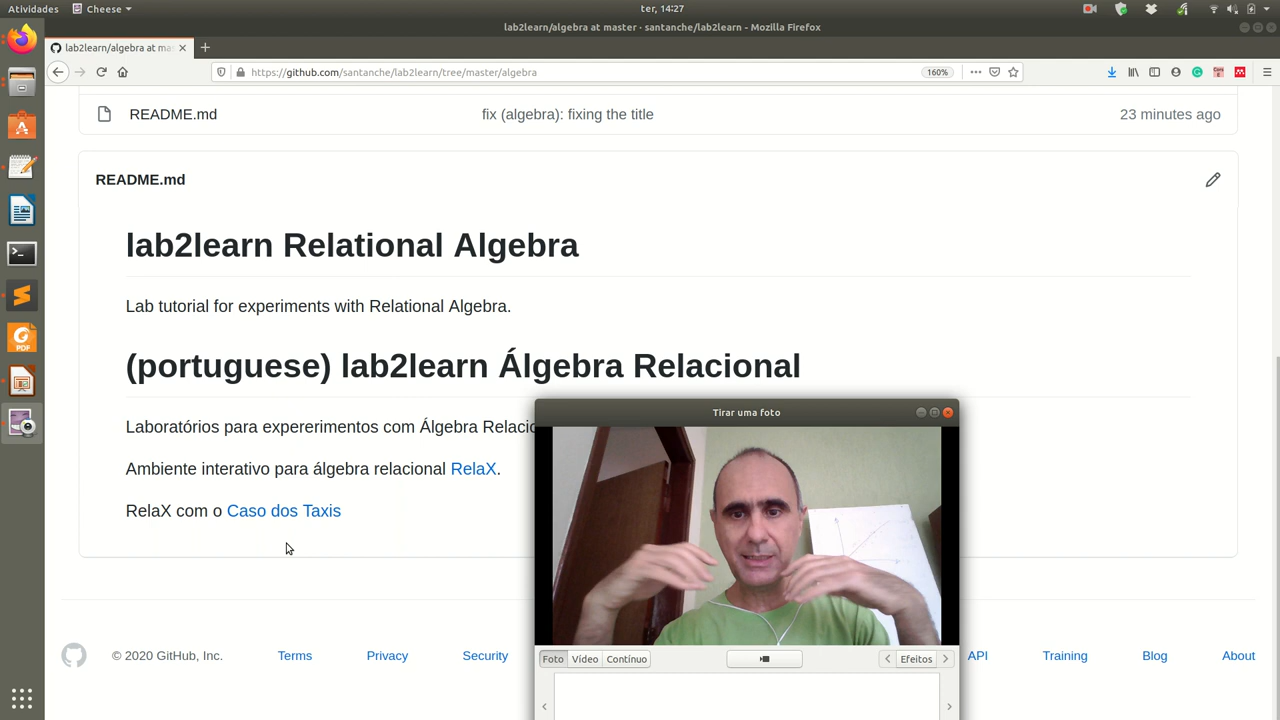 Atividades
Cheese
ter, 14:27
lab2learn/algebra at master · santanche/lab2learn - Mozilla Firefox
lab2learn/algebra at mas
https://github.com/santanche/lab2learn/tree/master/algebra
160%
README.md
fix (algebra): fixing the title
23 minutes ago
README.md
lab2learn Relational Algebra
Lab tutorial for experiments with Relational Algebra.
(portuguese) lab2learn Álgebra Relacional
Laboratórios para expererimentos com Álgebra Relacio
Ambiente interativo para álgebra relacional RelaX.
RelaX com o Caso dos Taxis
Tirar uma foto
Foto
Vídeo
Contínuo
Efeitos
© 2020 GitHub, Inc.
Terms
Privacy
Security
API
Training
Blog
About
PDF